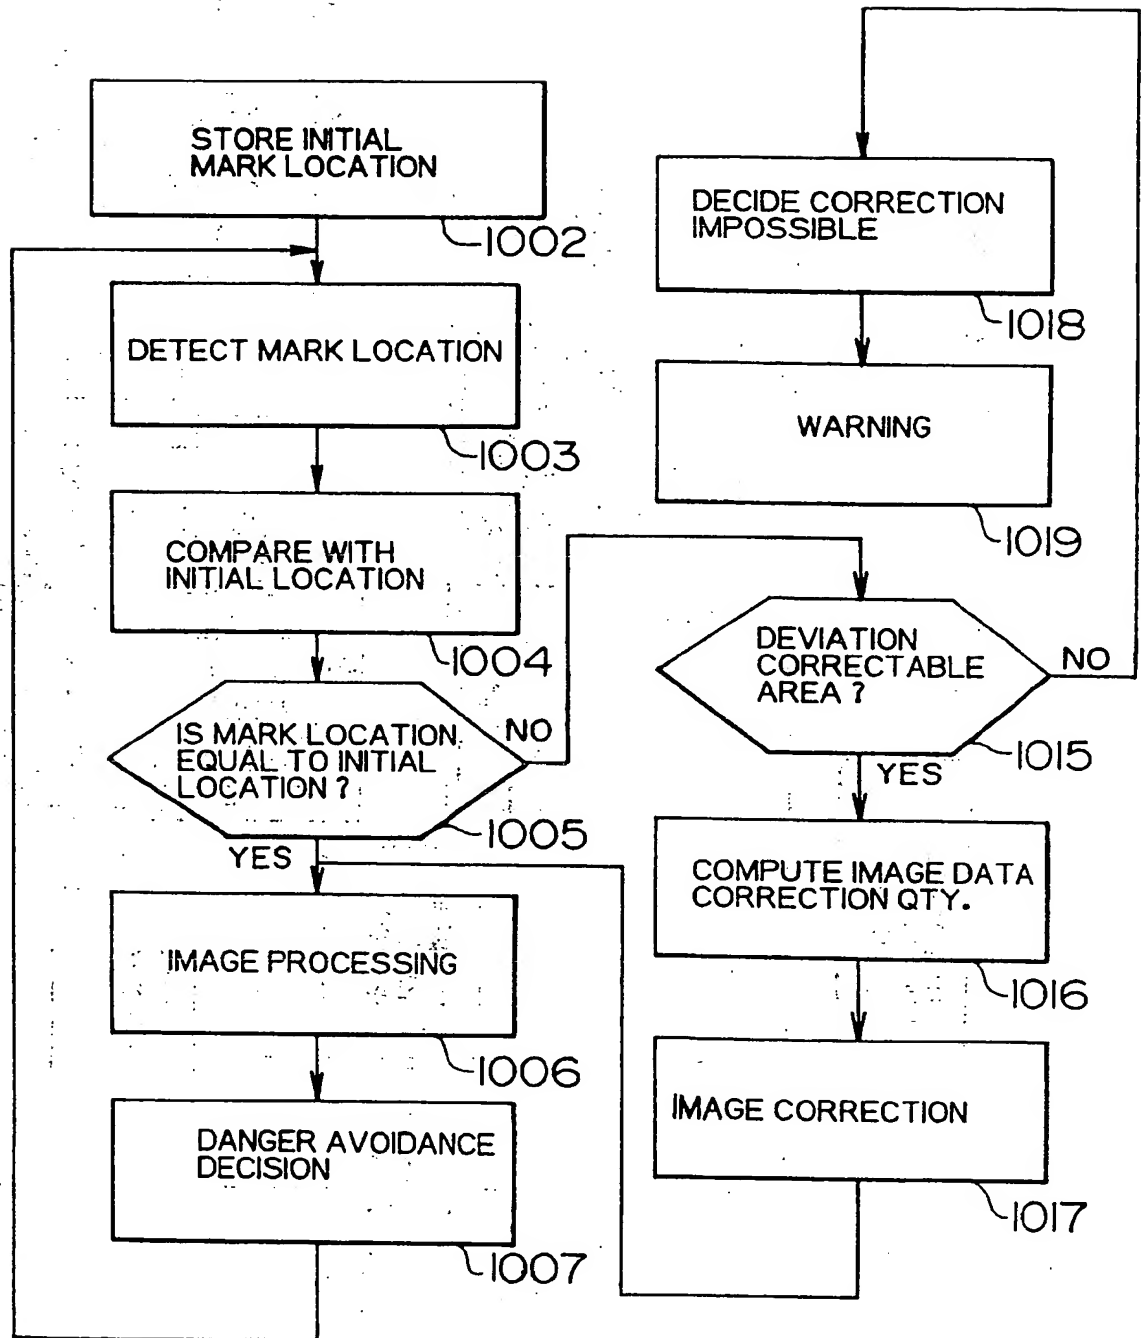 STORE INITIAL
MARK LOCATION
1002
DETECT MARK LOCATION
1003
COMPARE WITH
INITIAL LOCATION
1004
IS MARK LOCATION
EQUAL TO INITIAL
LOCATION ?
NO
1005
YES
IMAGE PROCESSING
1006
DANGER AVOIDANCE
DECISION
1007
DECIDE CORRECTION
IMPOSSIBLE
1018
WARNING
1019
DEVIATION
CORRECTABLE
AREA ?
NO
1015
YES
COMPUTE IMAGE DATA
CORRECTION QTY.
1016
IMAGE CORRECTION
1017